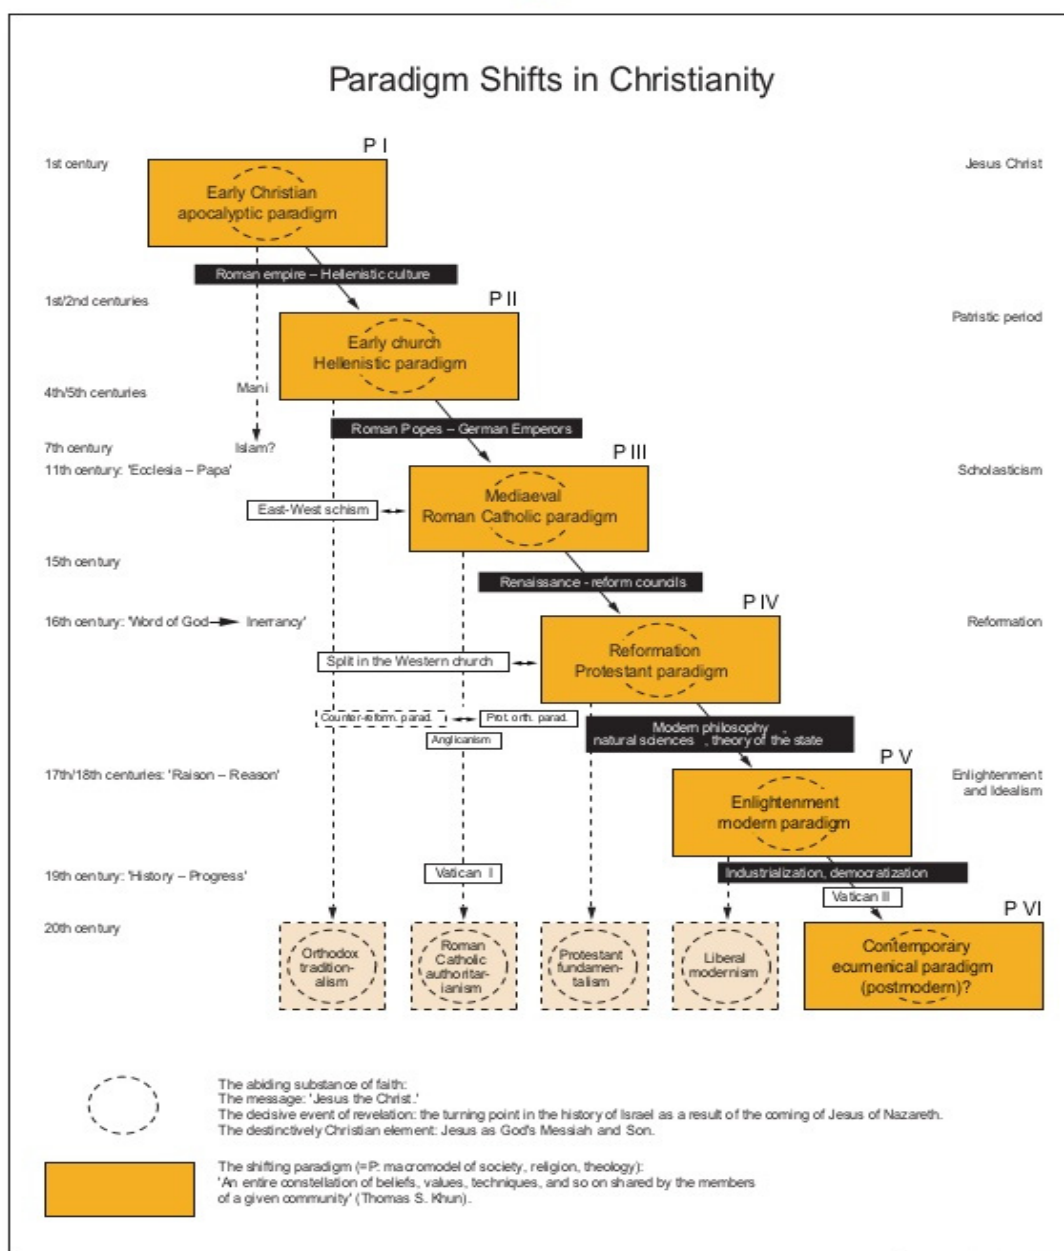 Paradigm Shifts in Christianity
P I
1st century
Jesus Christ
Early Christian
apocalyptic paradigm
Roman empire – Hellenistic culture
1st/2nd centuries
P II
Patristic period
Early church
Hellenistic paradigm
4th/5th centuries
Mani
Roman Popes – German Emperors
7th century
Islam?
P III
11th century: 'Ecclesia – Papa'
Scholasticism
Mediaeval
Roman Catholic paradigm
East-West schism
15th century
Renaissance - reform councils
P IV
16th century: 'Word of God Inerrancy'
Reformation
Reformation
Protestant paradigm
Split in the Western church
Counter-reform. parad.
Prot. orth. parad.
Anglicanism
Modern philosophy ,
natural sciences , theory of the state
P V
17th/18th centuries: 'Raison – Reason'
Enlightenment
and Idealism
Enlightenment
modern paradigm
19th century: 'History – Progress'
Vatican I
Industrialization, democratization
Vatican II
P VI
20th century
Orthodox
tradition-
alism
Roman
Catholic
authoritar-
ianism
Protestant
fundamen-
talism
Liberal
modernism
Contemporary
ecumenical paradigm
(postmodern)?
The abiding substance of faith:
The message: 'Jesus the Christ.'
The decisive event of revelation: the turning point in the history of Israel as a result of the coming of Jesus of Nazareth.
The destinctively Christian element: Jesus as God's Messiah and Son.
The shifting paradigm (=P: macromodel of society, religion, theology):
'An entire constellation of beliefs, values, techniques, and so on shared by the members
of a given community' (Thomas S. Khun).